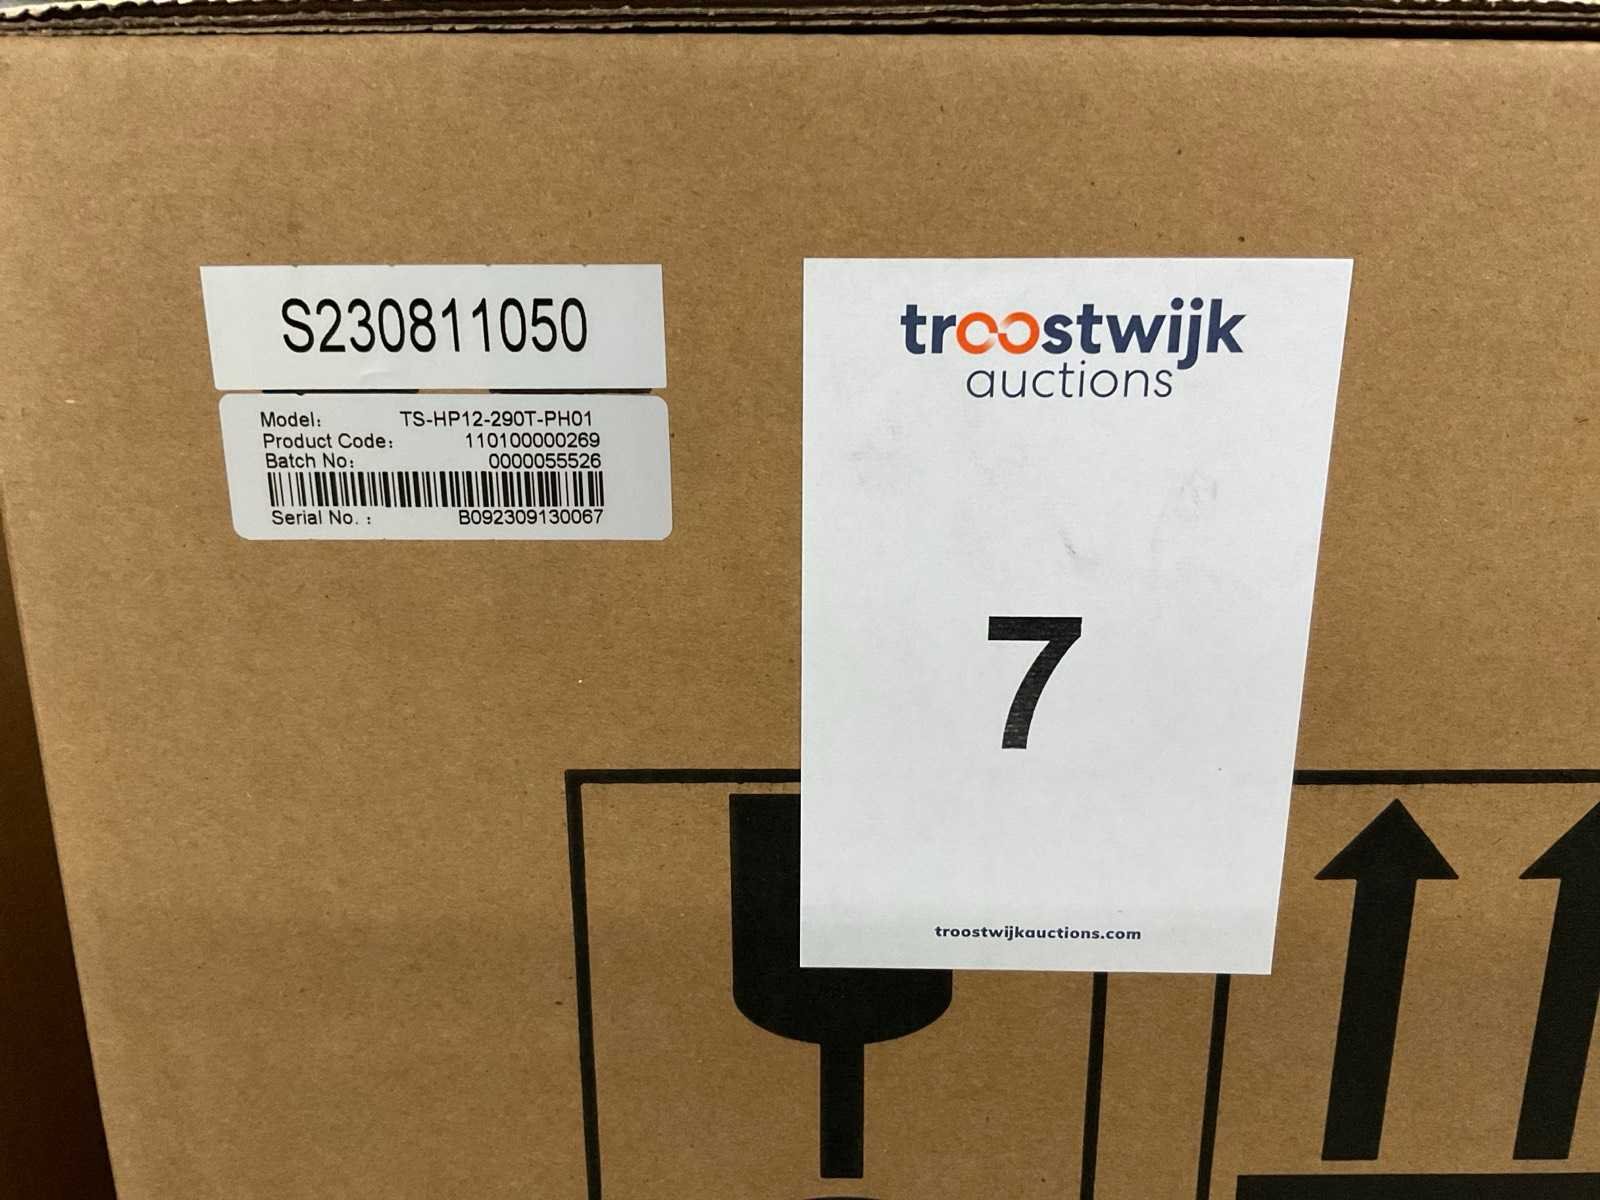 S230811050
Model: TS-HP12-290T-PH01
Product Code: 110100000269
Batch No: 0000055526
Serial No. : B092309130067
troostwijk
auctions
7
troostwijkauctions.com